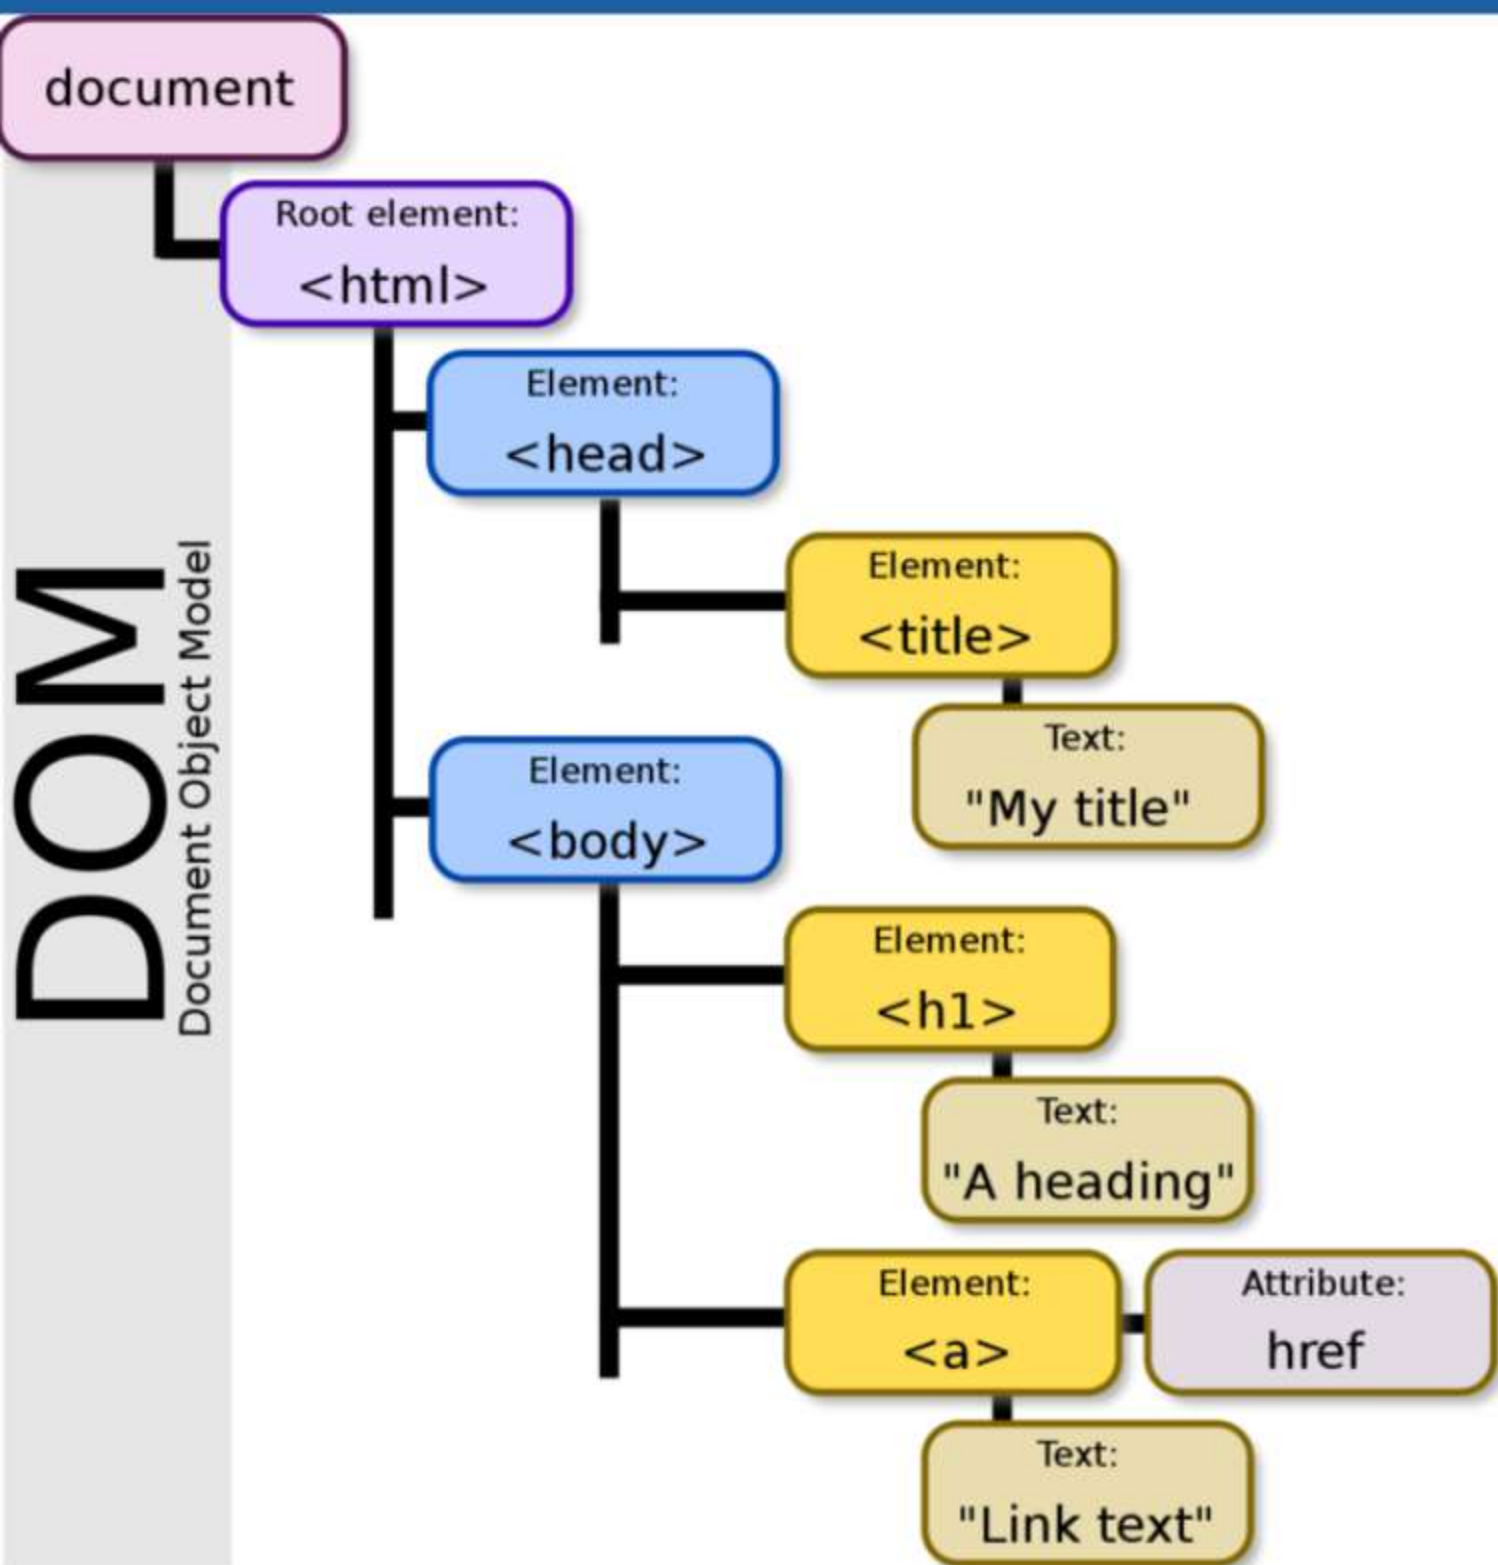 document
Root element:
<html>
Element:
<head>
Element:
<title>
Text:
"My title"
Element:
<body>
Element:
<h1>
Text:
"A heading"
Element:
<a>
Attribute:
href
Text:
"Link text"
DOM
Document Object Model